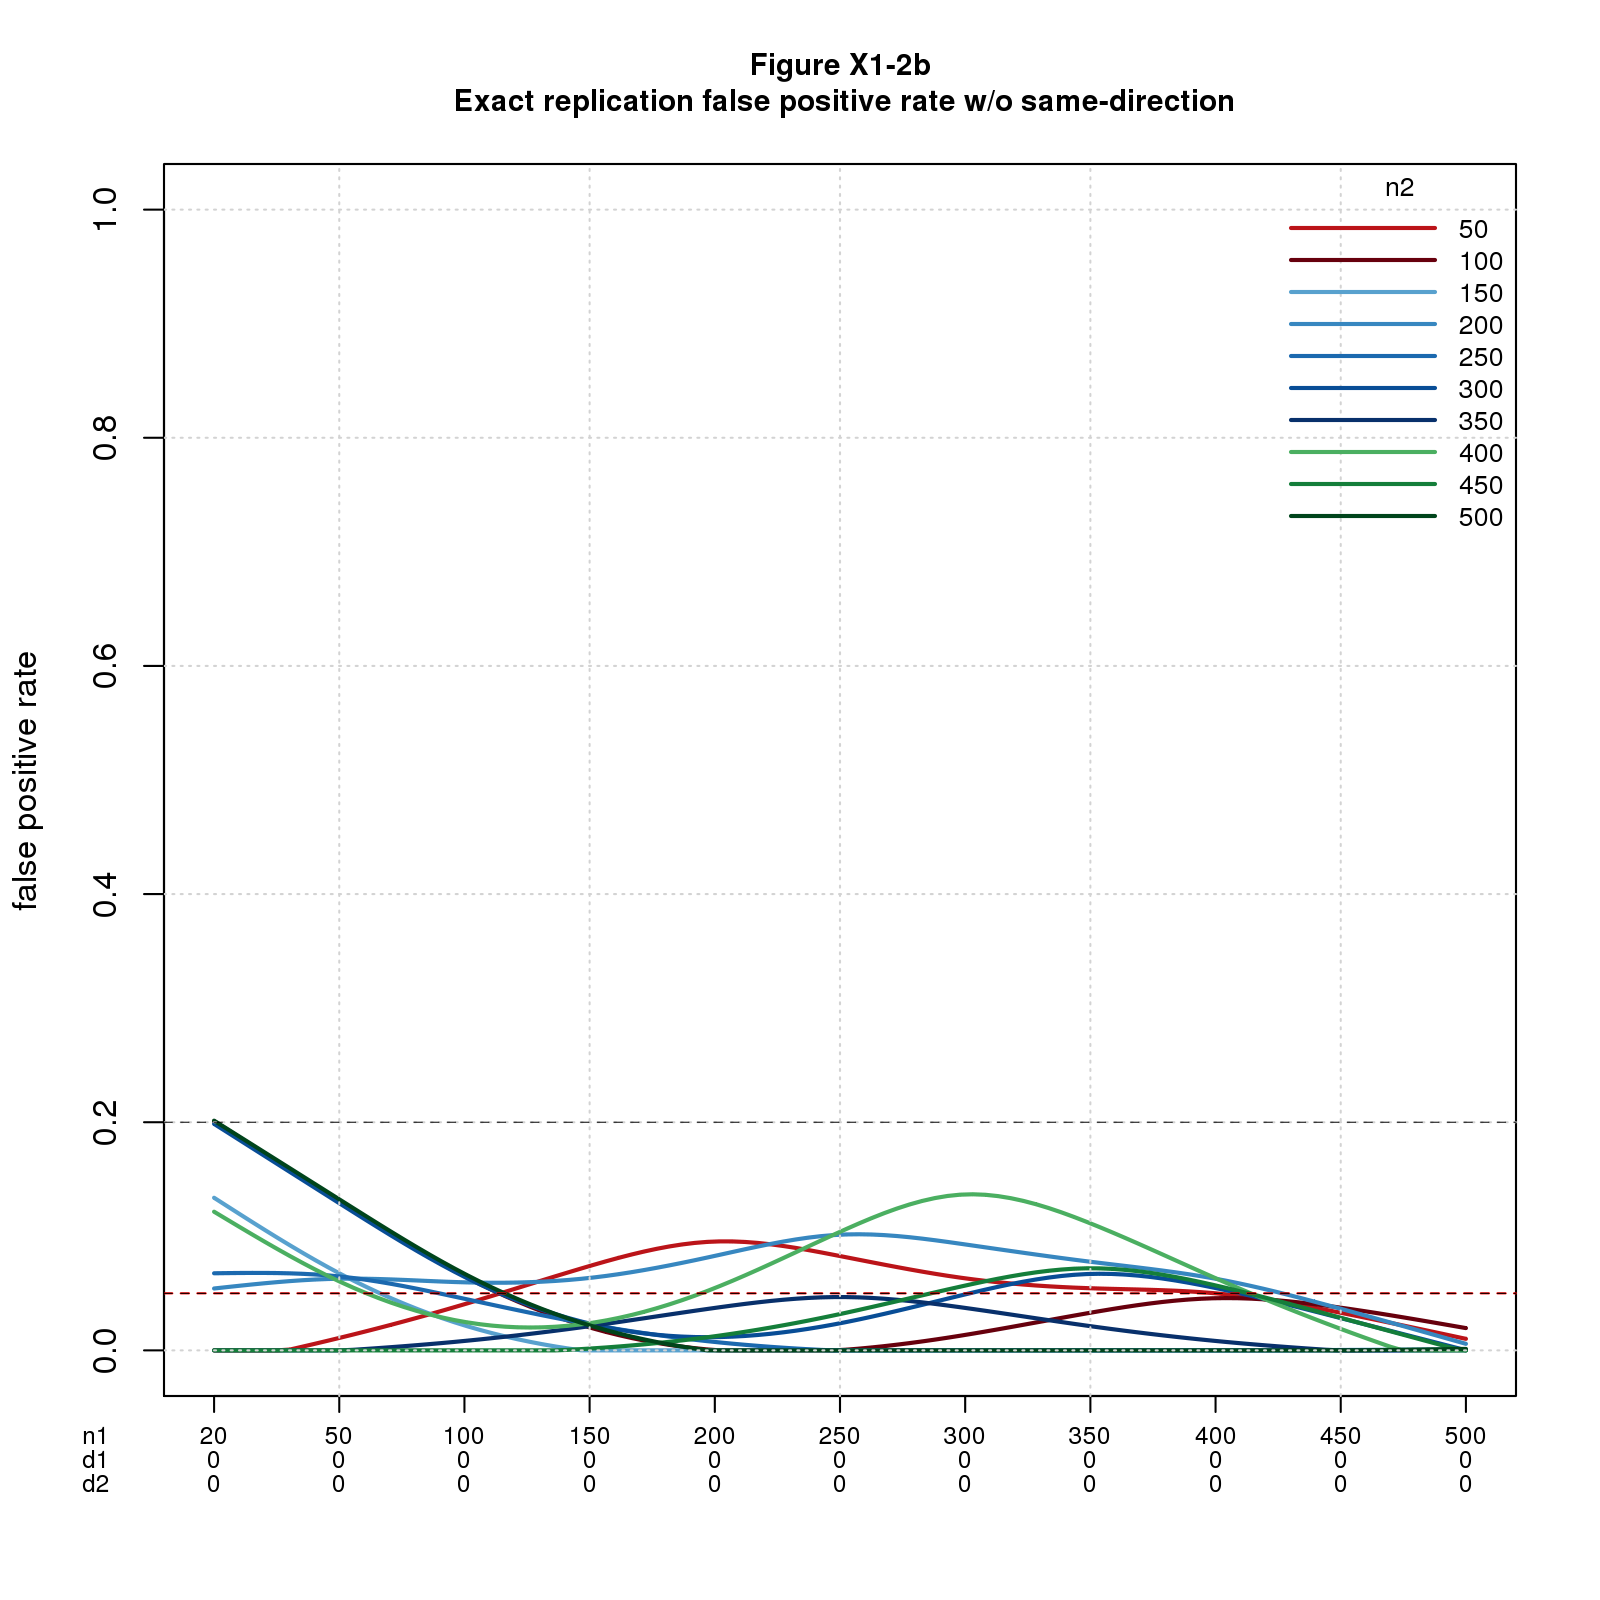 Figure X1-2b
Exact replication false positive rate w/o same-direction
n2
50
100
150
200
250
300
350
400
450
500
false positive rate
1.0
0.8
0.6
0.4
0.2
0.0
n1 20 50 100 150 200 250 300 350 400 450 500
d1 0 0 0 0 0 0 0 0 0 0 0
d2 0 0 0 0 0 0 0 0 0 0 0